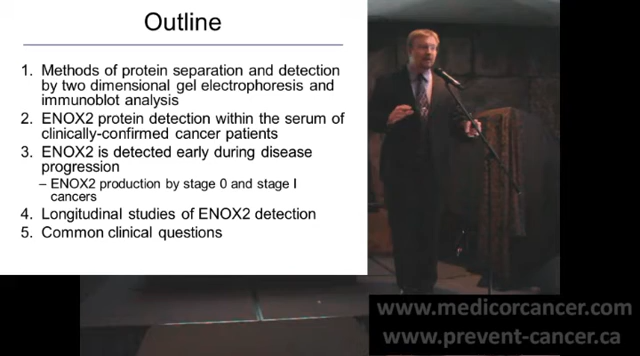 Outline
1. Methods of protein separation and detection
by two dimensional gel electrophoresis and
immunoblot analysis
2. ENOX2 protein detection within the serum of
clinically-confirmed cancer patients
3. ENOX2 is detected early during disease
progression
– ENOX2 production by stage 0 and stage I
cancers
4. Longitudinal studies of ENOX2 detection
5. Common clinical questions
www.medicorcancer.com
www.prevent-cancer.ca